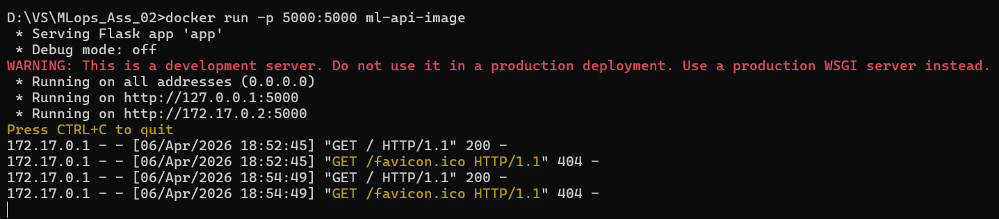 D:\VS\MLops_Ass_02>docker run -p 5000:5000 ml-api-image
 * Serving Flask app 'app'
 * Debug mode: off
WARNING: This is a development server. Do not use it in a production deployment. Use a production WSGI server instead.
 * Running on all addresses (0.0.0.0)
 * Running on http://127.0.0.1:5000
 * Running on http://172.17.0.2:5000
Press CTRL+C to quit
172.17.0.1 - - [06/Apr/2026 18:52:45] "GET / HTTP/1.1" 200 -
172.17.0.1 - - [06/Apr/2026 18:52:45] "GET /favicon.ico HTTP/1.1" 404 -
172.17.0.1 - - [06/Apr/2026 18:54:49] "GET / HTTP/1.1" 200 -
172.17.0.1 - - [06/Apr/2026 18:54:49] "GET /favicon.ico HTTP/1.1" 404 -